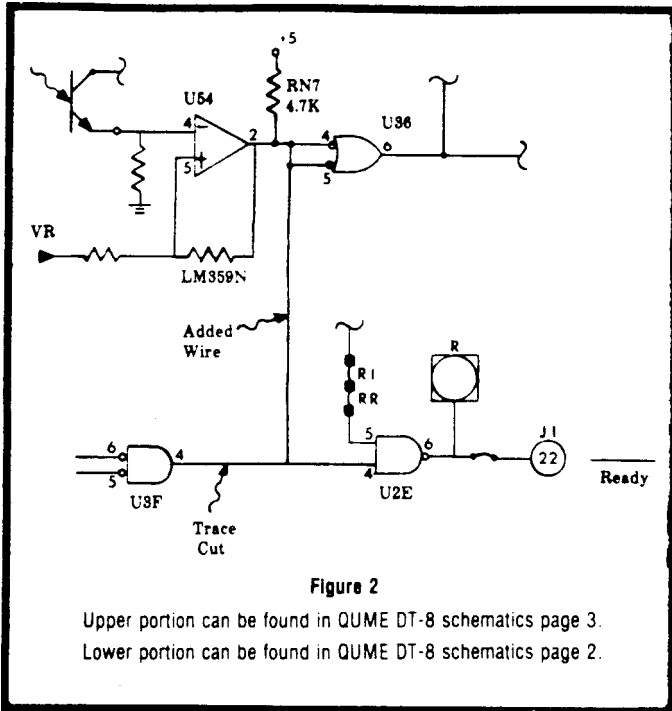 +5
RN7
4.7K
U54
U36
4
2
5
4
6
5
VR
LM359N
Added
Wire
R1
RR
R
6
5
4
5
6
4
J1
22
Ready
U3F
U2E
Trace
Cut
Figure 2
Upper portion can be found in QUME DT-8 schematics page 3.
Lower portion can be found in QUME DT-8 schematics page 2.